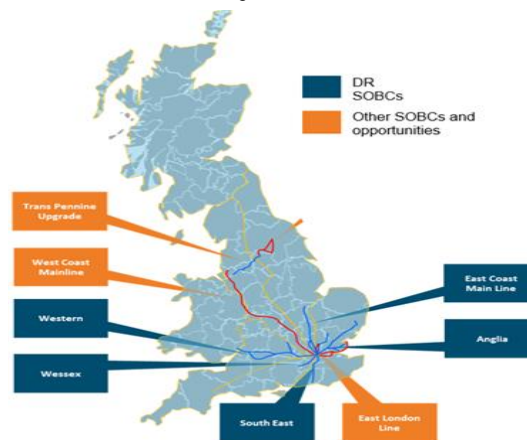 DR
SOBCs
Other SOBCs and
opportunities
Trans Pennine
Upgrade
West Coast
Mainline
Western
Wessex
South East
East London
Line
East Coast
Main Line
Anglia